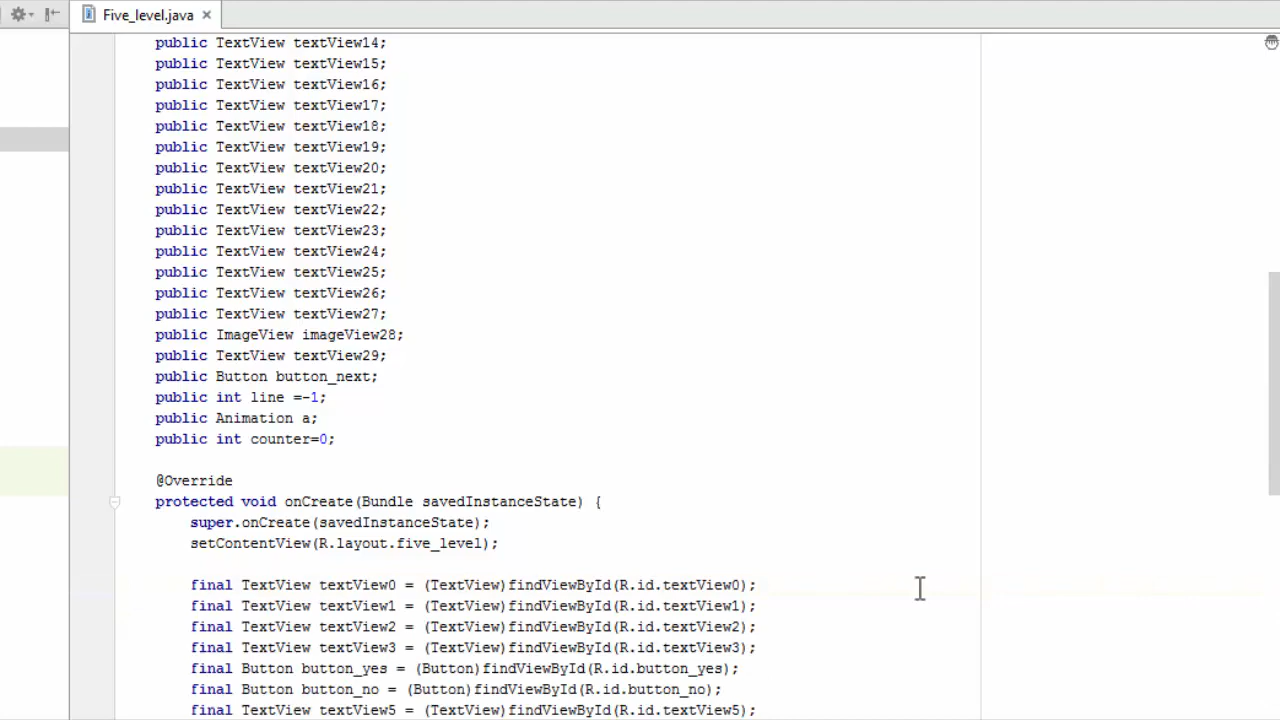 Five_level.java
public TextView textView14;
public TextView textView15;
public TextView textView16;
public TextView textView17;
public TextView textView18;
public TextView textView19;
public TextView textView20;
public TextView textView21;
public TextView textView22;
public TextView textView23;
public TextView textView24;
public TextView textView25;
public TextView textView26;
public TextView textView27;
public ImageView imageView28;
public TextView textView29;
public Button button_next;
public int line =-1;
public Animation a;
public int counter=0;
@Override
protected void onCreate(Bundle savedInstanceState) {
super.onCreate(savedInstanceState);
setContentView(R.layout.five_level);
final TextView textView0 = (TextView)findViewById(R.id.textView0);
final TextView textView1 = (TextView)findViewById(R.id.textView1);
final TextView textView2 = (TextView)findViewById(R.id.textView2);
final TextView textView3 = (TextView)findViewById(R.id.textView3);
final Button button_yes = (Button)findViewById(R.id.button_yes);
final Button button_no = (Button)findViewById(R.id.button_no);
final TextView textView5 = (TextView)findViewById(R.id.textView5);